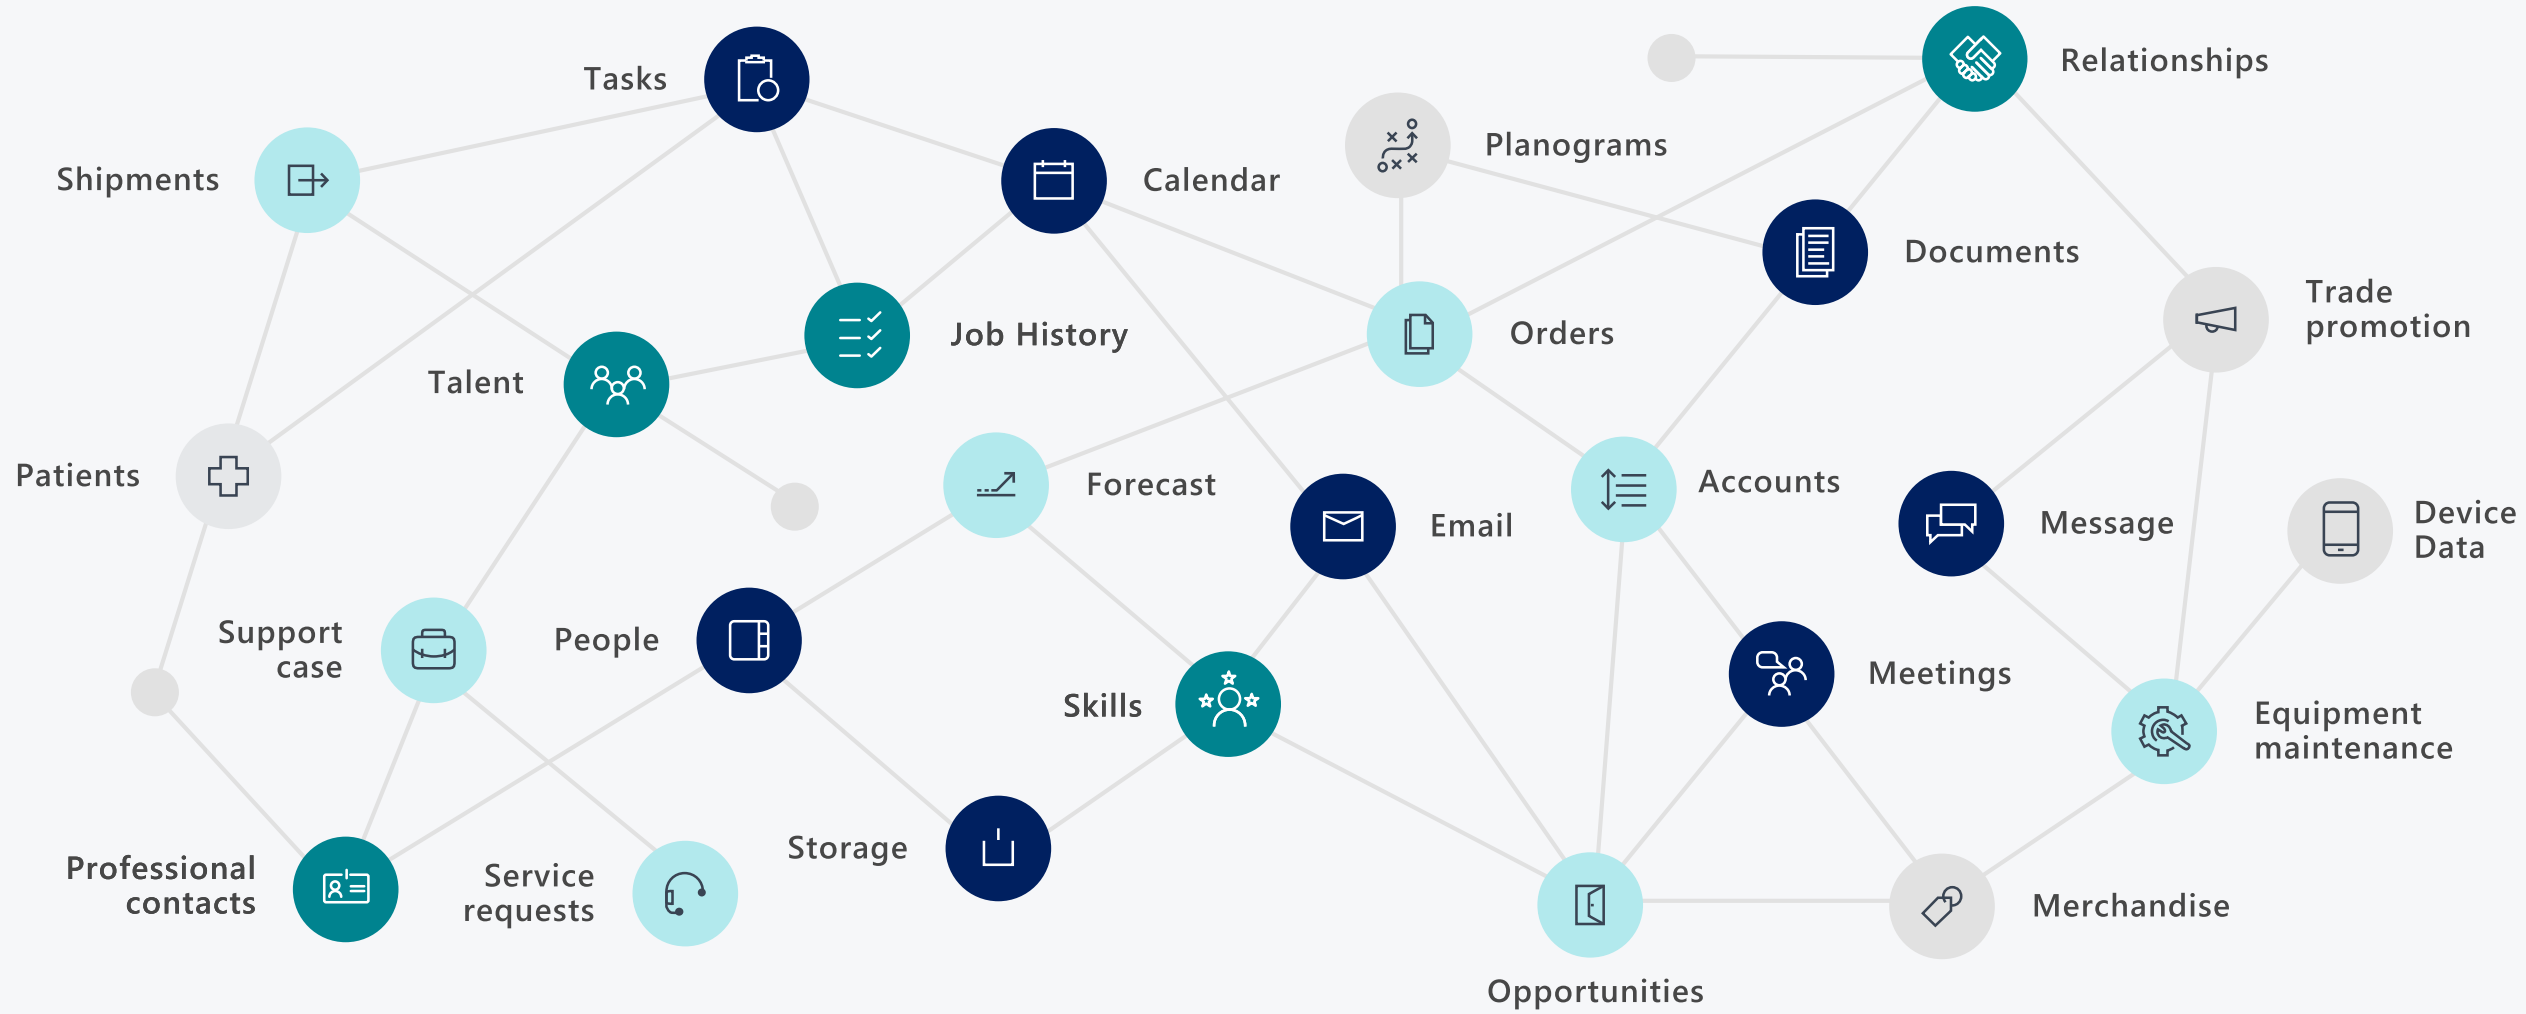 Tasks
Relationships
Shipments
Calendar
Planograms
Documents
Trade
promotion
Job History
Orders
Talent
Patients
Forecast
Email
Accounts
Message
Device
Data
Support
case
People
Skills
Meetings
Equipment
maintenance
Professional
contacts
Service
requests
Storage
Merchandise
Opportunities